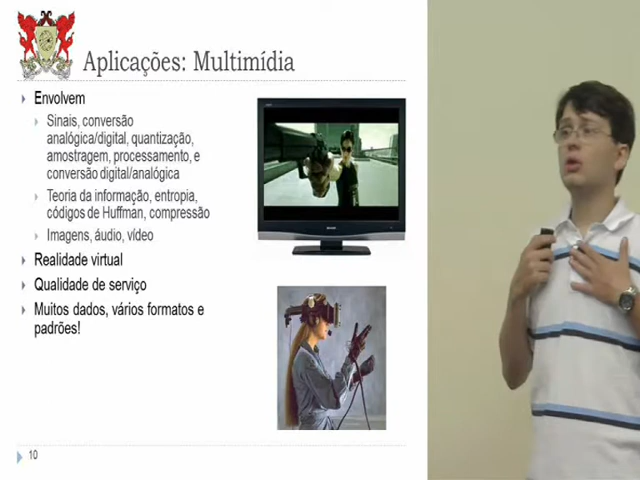 Aplicações: Multimídia
Envolvem
Sinais, conversão
analógica/digital, quantização,
amostragem, processamento, e
conversão digital/analógica
Teoria da informação, entropia,
códigos de Huffman, compressão
Imagens, áudio, vídeo
Realidade virtual
Qualidade de serviço
Muitos dados, vários formatos e
padrões!
10